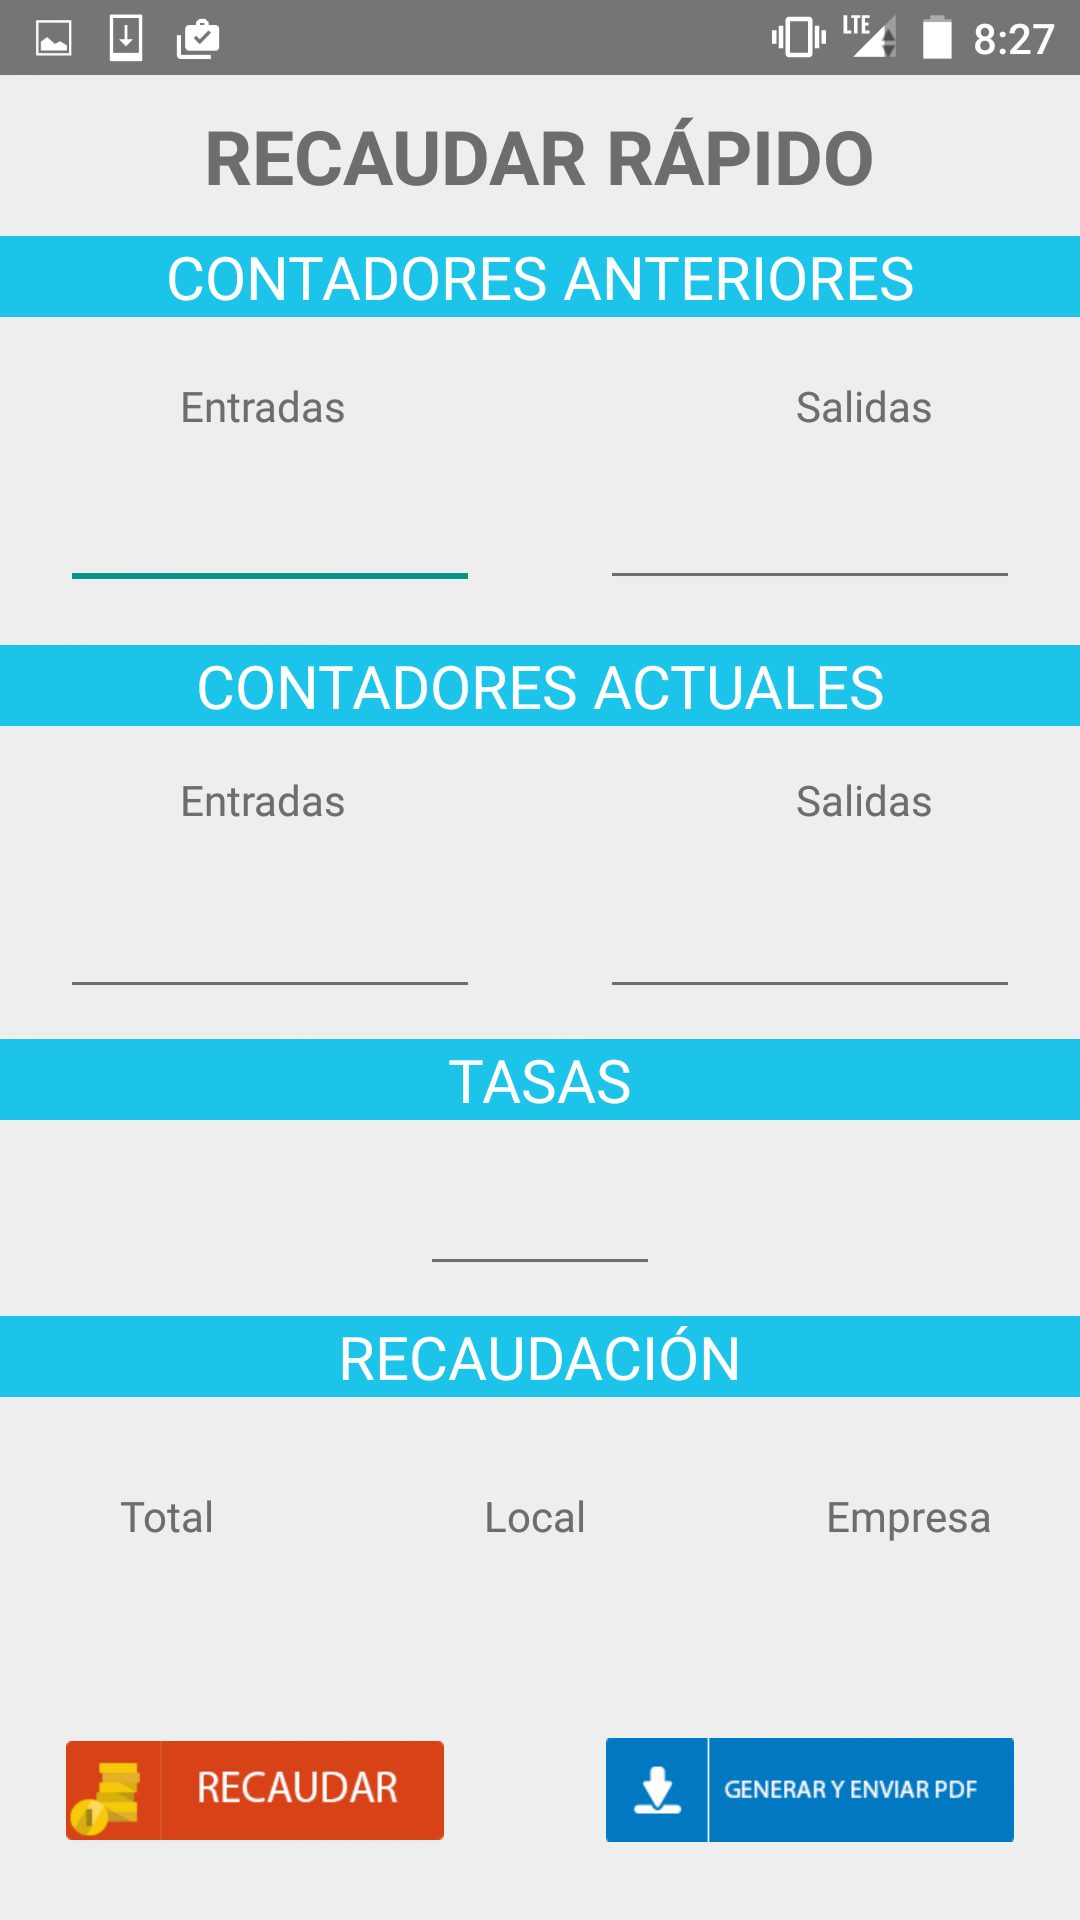 LTE 8:27
RECAUDAR RÁPIDO
CONTADORES ANTERIORES
Entradas Salidas
CONTADORES ACTUALES
Entradas Salidas
TASAS
RECAUDACIÓN
Total Local Empresa
RECAUDAR GENERAR Y ENVIAR PDF